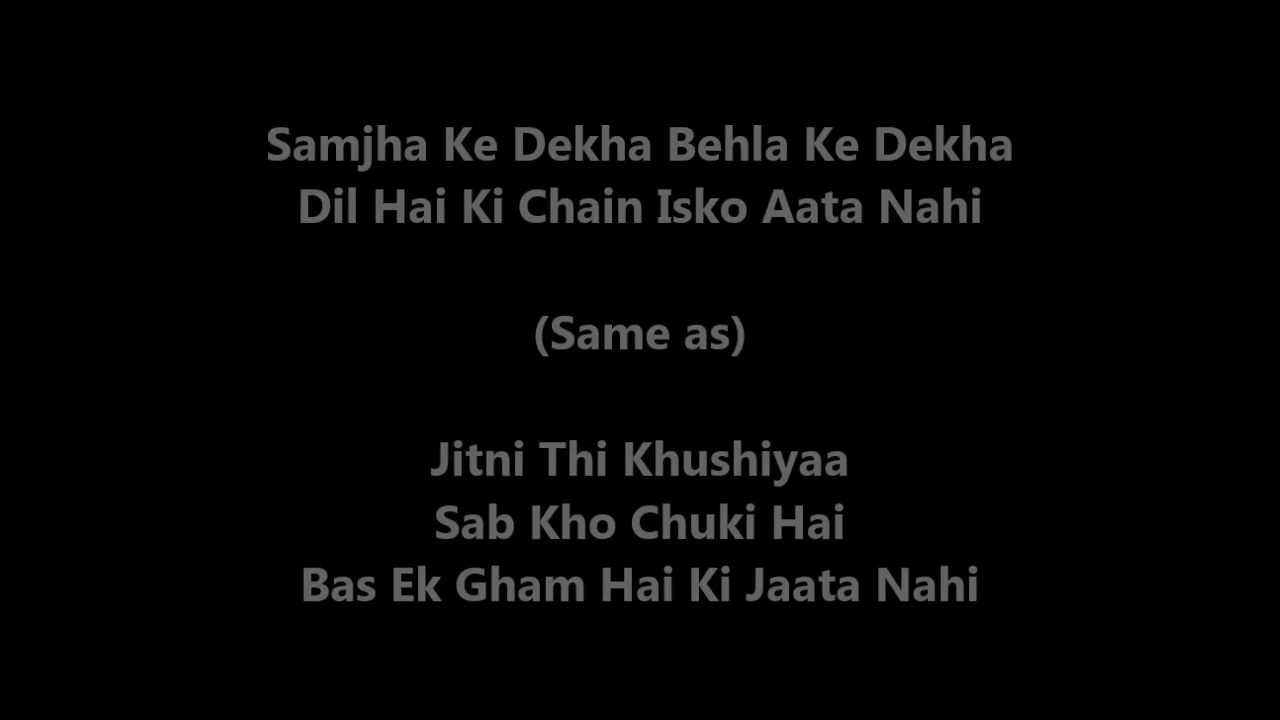 Samjha Ke Dekha Behla Ke Dekha
Dil Hai Ki Chain Isko Aata Nahi
(Same as)
Jitni Thi Khushiyaa
Sab Kho Chuki Hai
Bas Ek Gham Hai Ki Jaata Nahi